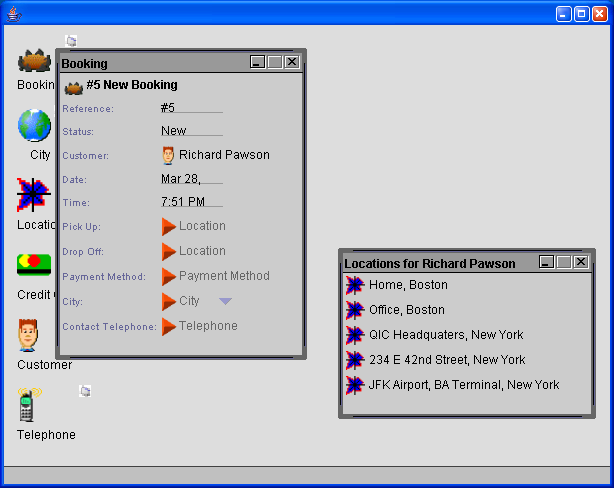 Booking
#5 New Booking
Reference: #5
Status: New
Customer: Richard Pawson
Date: Mar 28,
Time: 7:51 PM
Pick Up: Location
Drop Off: Location
Payment Method: Payment Method
City: City
Contact Telephone: Telephone
Bookin
City
Locatio
Credit
Customer
Telephone
Locations for Richard Pawson
Home, Boston
Office, Boston
QIC Headquaters, New York
234 E 42nd Street, New York
JFK Airport, BA Terminal, New York